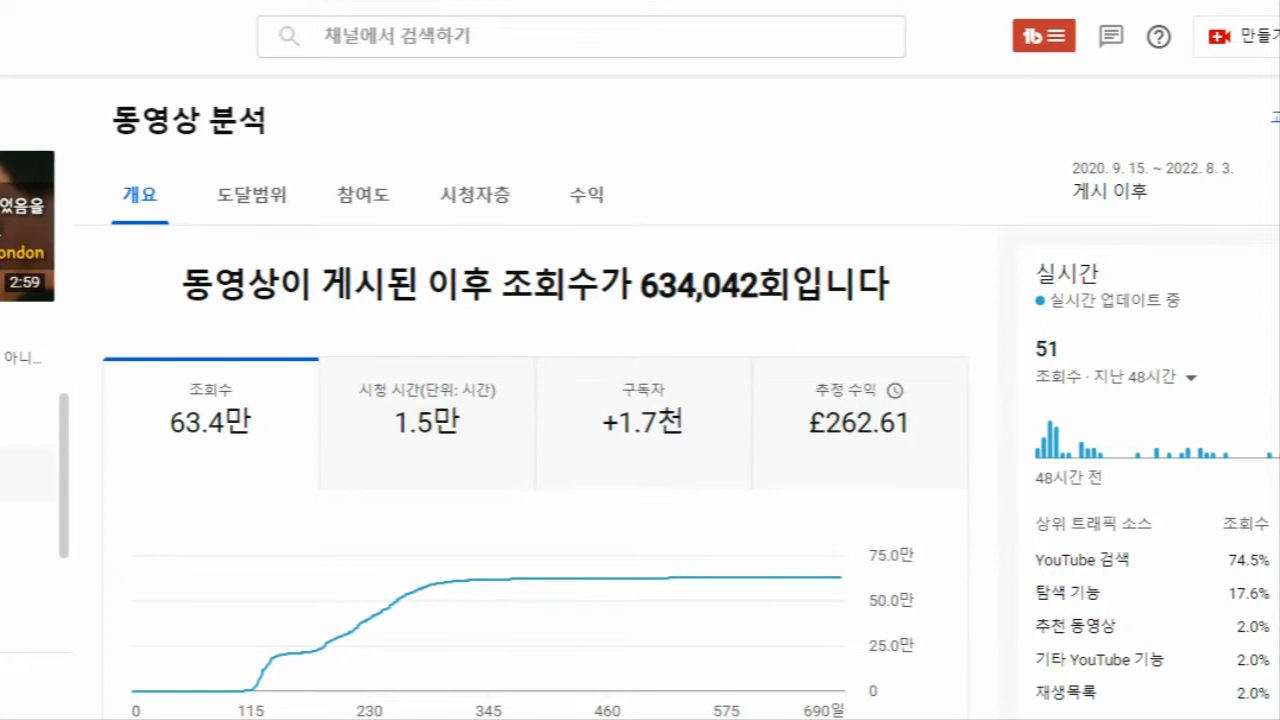 채널에서 검색하기
만들기
동영상 분석
개요 도달범위 참여도 시청자층 수익
2020. 9. 15. ~ 2022. 8. 3.
게시 이후
었음을
ondon
2:59
아니...
동영상이 게시된 이후 조회수가 634,042회입니다
조회수
63.4만
시청 시간(단위: 시간)
1.5만
구독자
+1.7천
추정 수익
£262.61
75.0만
50.0만
25.0만
0
0 115 230 345 460 575 690일
실시간
실시간 업데이트 중
51
조회수 · 지난 48시간
48시간 전
상위 트래픽 소스 조회수
YouTube 검색 74.5%
탐색 기능 17.6%
추천 동영상 2.0%
기타 YouTube 기능 2.0%
재생목록 2.0%